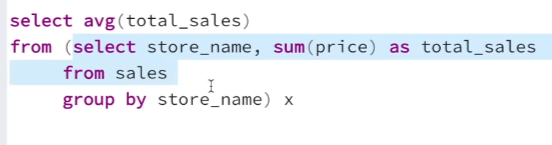 select avg(total_sales)
from (select store_name, sum(price) as total_sales
from sales
group by store_name) x